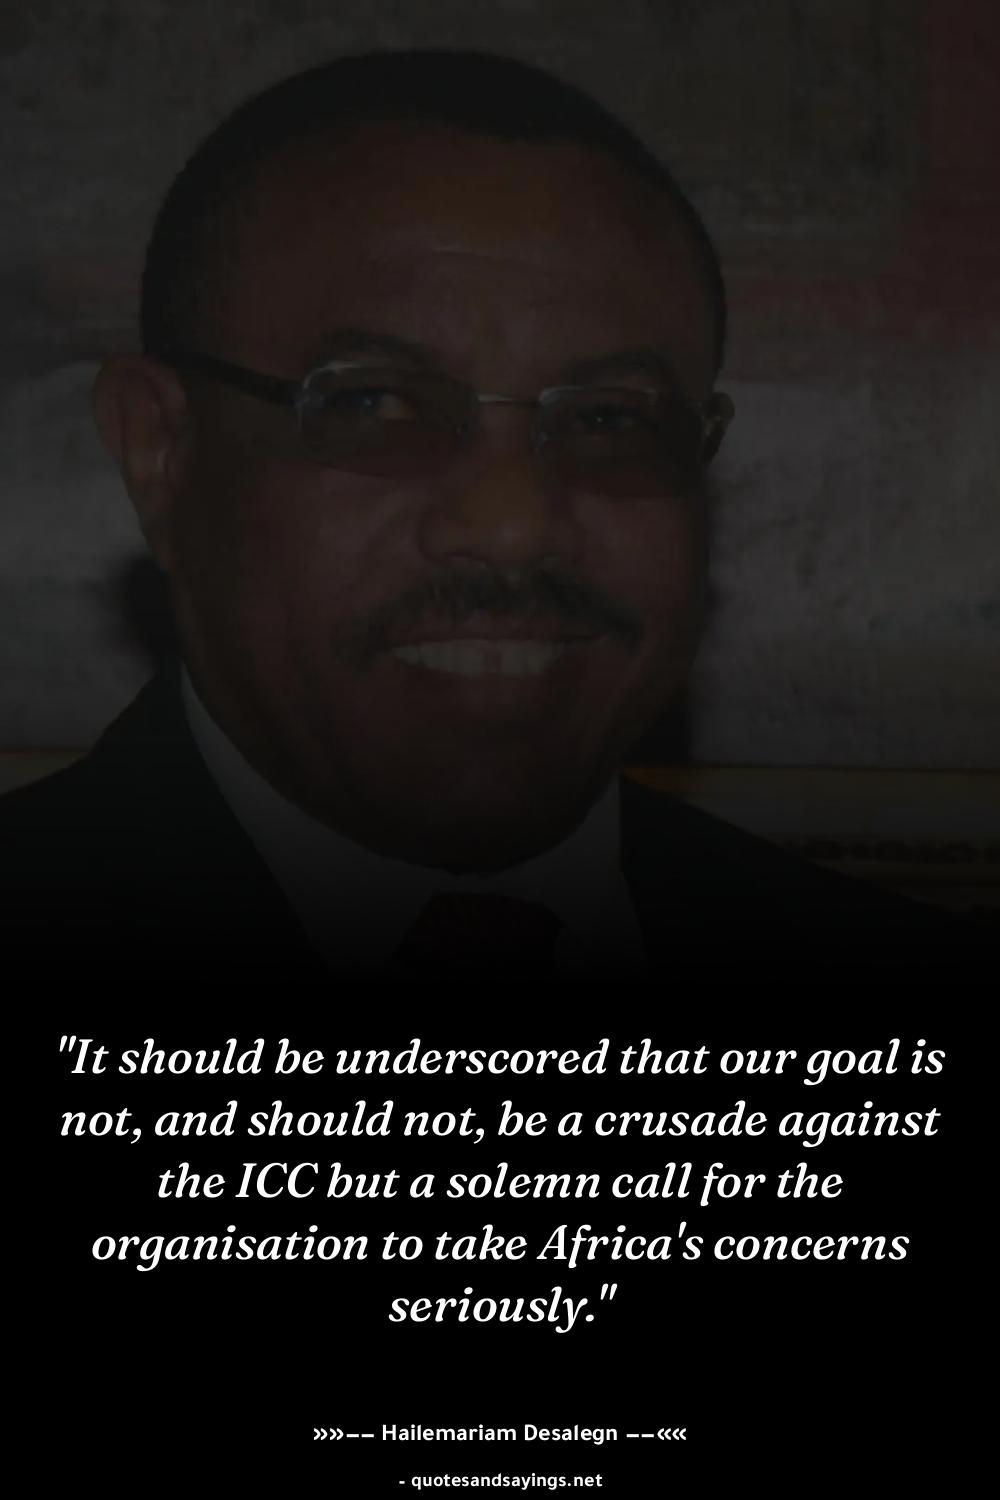 "It should be underscored that our goal is
not, and should not, be a crusade against
the ICC but a solemn call for the
organisation to take Africa's concerns
seriously."
»»–– Hailemariam Desalegn ––««
- quotesandsayings.net